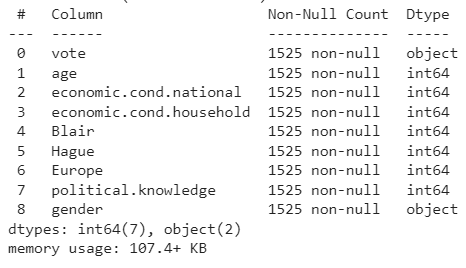 #   Column                   Non-Null Count  Dtype
---  ------                   --------------  -----
0   vote                     1525 non-null   object
1   age                      1525 non-null   int64
2   economic.cond.national   1525 non-null   int64
3   economic.cond.household  1525 non-null   int64
4   Blair                    1525 non-null   int64
5   Hague                    1525 non-null   int64
6   Europe                   1525 non-null   int64
7   political.knowledge      1525 non-null   int64
8   gender                   1525 non-null   object
dtypes: int64(7), object(2)
memory usage: 107.4+ KB